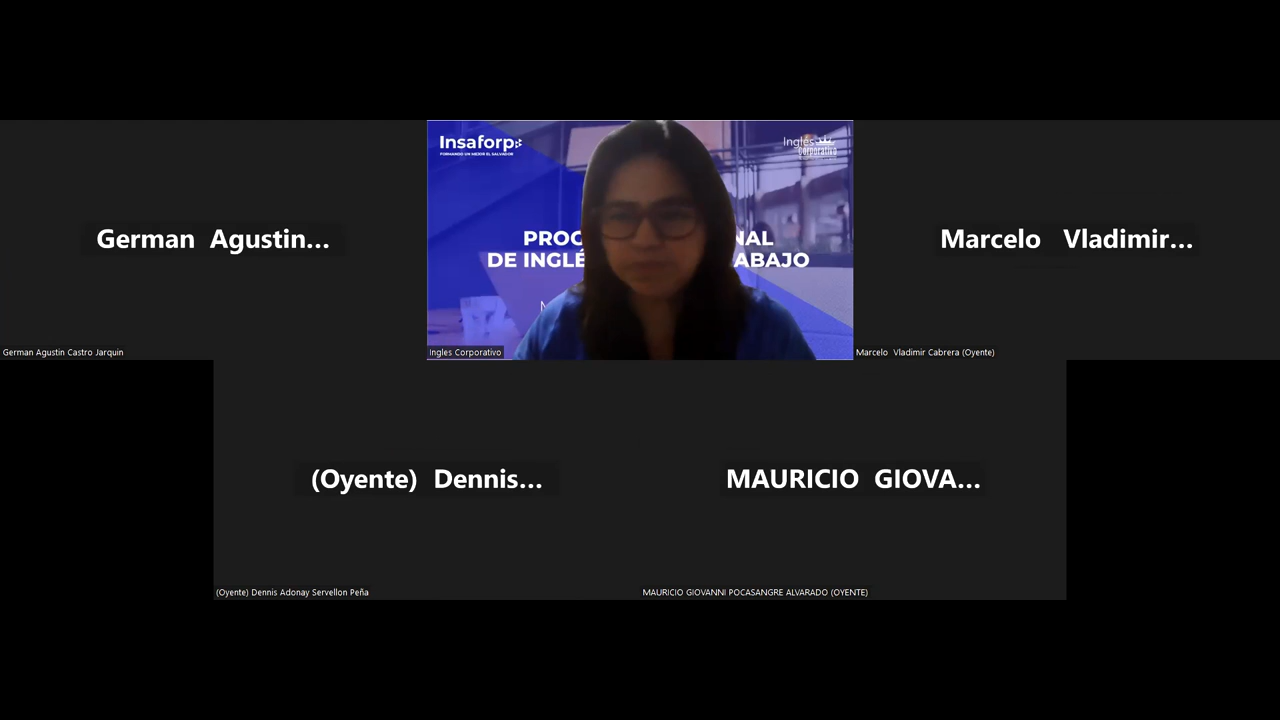 Insaforp
FORMANDO UN MEJOR EL SALVADOR
Inglés
corporativo
German Agustin...
PROG NAL
DE INGLÉ ABAJO
M
Marcelo Vladimir...
German Agustin Castro Jarquin
Ingles Corporativo
Marcelo Vladimir Cabrera (Oyente)
(Oyente) Dennis...
MAURICIO GIOVA...
(Oyente) Dennis Adonay Servellon Peña
MAURICIO GIOVANNI POCASANGRE ALVARADO (OYENTE)